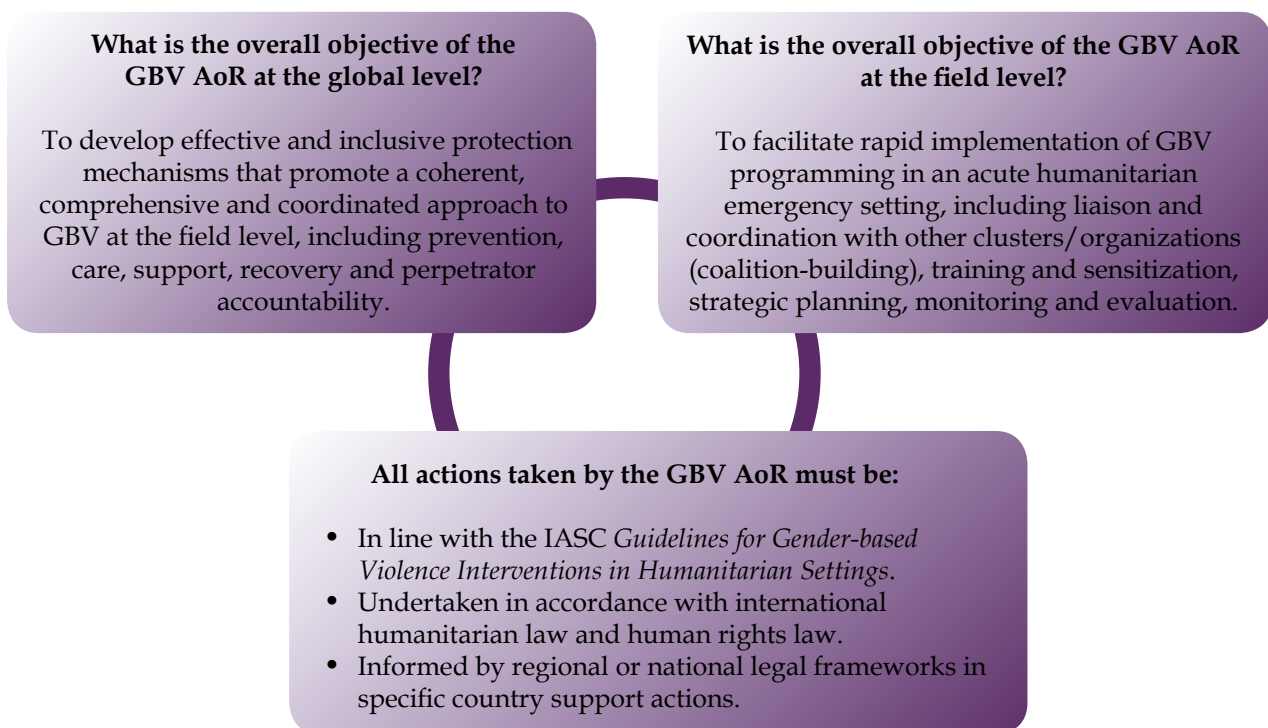 What is the overall objective of the
GBV AoR at the global level?
To develop effective and inclusive protection
mechanisms that promote a coherent,
comprehensive and coordinated approach to
GBV at the field level, including prevention,
care, support, recovery and perpetrator
accountability.
What is the overall objective of the GBV AoR
at the field level?
To facilitate rapid implementation of GBV
programming in an acute humanitarian
emergency setting, including liaison and
coordination with other clusters/organizations
(coalition-building), training and sensitization,
strategic planning, monitoring and evaluation.
All actions taken by the GBV AoR must be:
• In line with the IASC Guidelines for Gender-based
Violence Interventions in Humanitarian Settings.
• Undertaken in accordance with international
humanitarian law and human rights law.
• Informed by regional or national legal frameworks in
specific country support actions.